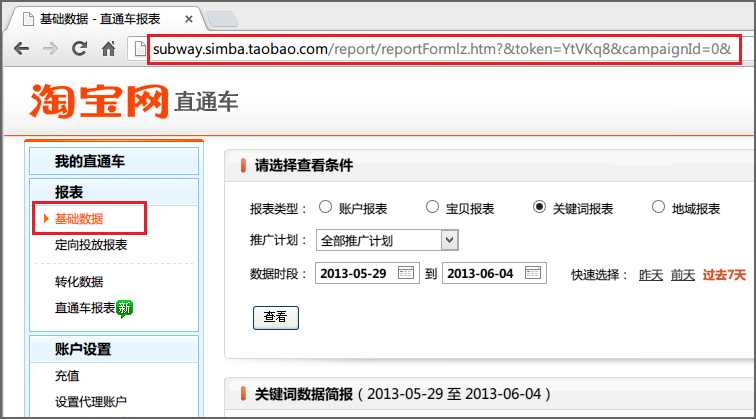 基础数据 - 直通车报表
subway.simba.taobao.com/report/reportFormlz.htm?&token=YtVKq8&campaignId=0&
淘宝网 直通车
我的直通车
报表
基础数据
定向投放报表
转化数据
直通车报表 新
账户设置
充值
设置代理账户
请选择查看条件
报表类型： 账户报表 宝贝报表 关键词报表 地域报表
推广计划： 全部推广计划
数据时段： 2013-05-29 到 2013-06-04 快速选择： 昨天 前天 过去7天
查看
关键词数据简报（2013-05-29 至 2013-06-04）